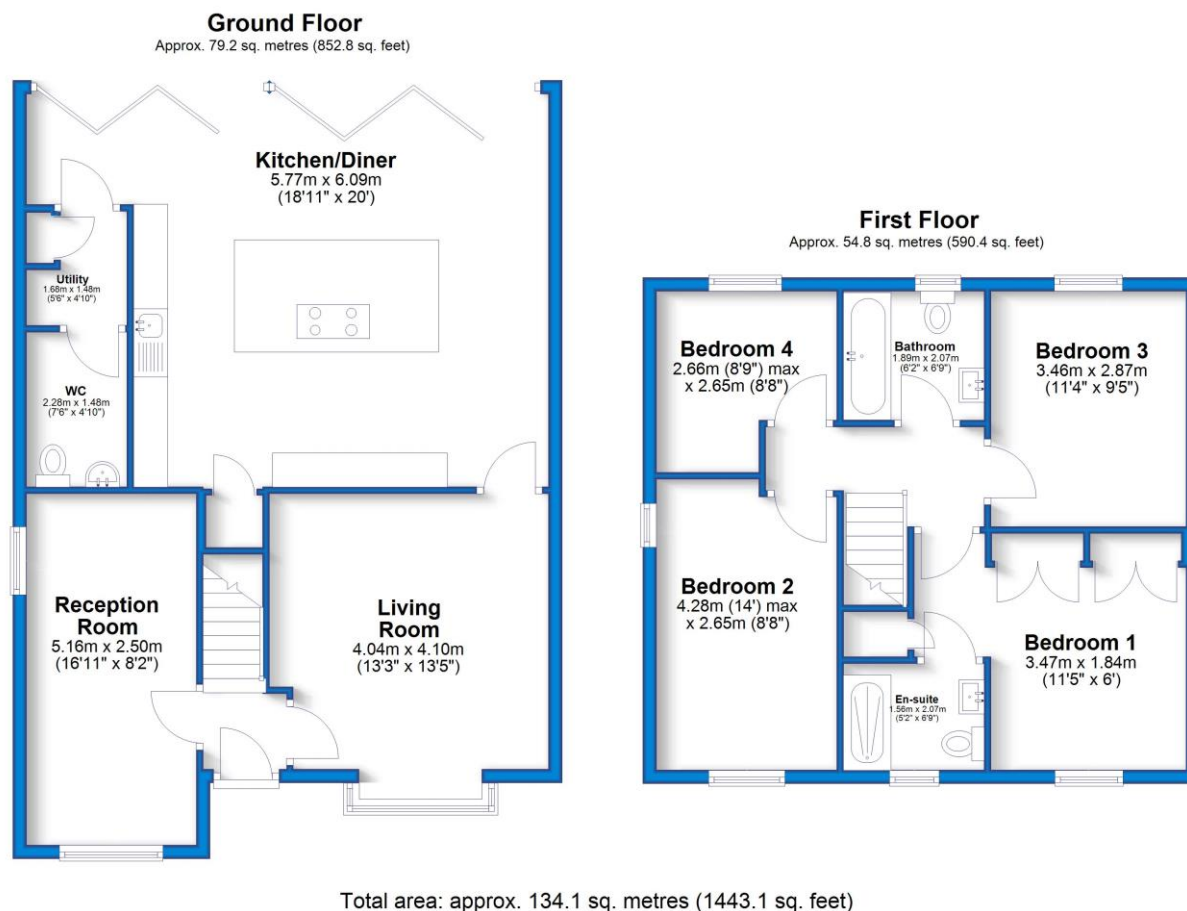 Ground Floor
Approx. 79.2 sq. metres (852.8 sq. feet)
Kitchen/Diner
5.77m x 6.09m
(18'11" x 20')
Utility
1.68m x 1.48m
(5'6" x 4'10")
WC
2.28m x 1.48m
(7'6" x 4'10")
Reception
Room
5.16m x 2.50m
(16'11" x 8'2")
Living
Room
4.04m x 4.10m
(13'3" x 13'5")
First Floor
Approx. 54.8 sq. metres (590.4 sq. feet)
Bedroom 4
2.66m (8'9") max
x 2.65m (8'8")
Bathroom
1.89m x 2.07m
(6'2" x 6'9")
Bedroom 3
3.46m x 2.87m
(11'4" x 9'5")
Bedroom 2
4.28m (14') max
x 2.65m (8'8")
Bedroom 1
3.47m x 1.84m
(11'5" x 6')
En-suite
1.56m x 2.07m
(5'2" x 6'9")
Total area: approx. 134.1 sq. metres (1443.1 sq. feet)